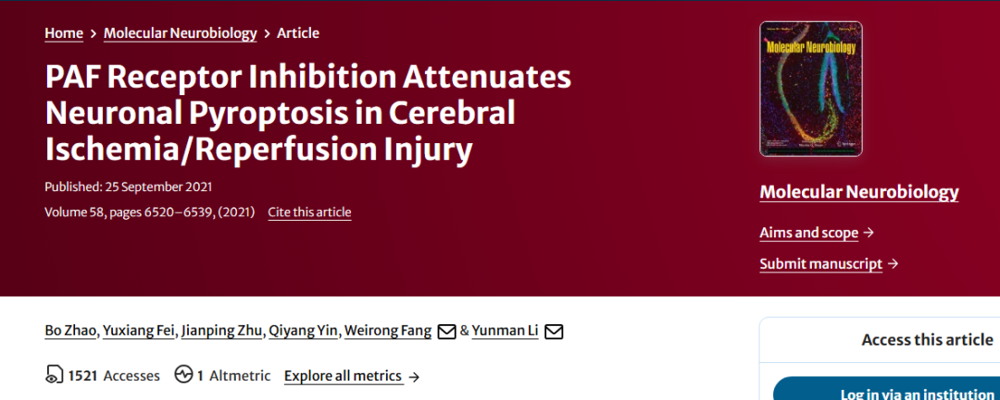 Home > Molecular Neurobiology > Article
PAF Receptor Inhibition Attenuates
Neuronal Pyroptosis in Cerebral
Ischemia/Reperfusion Injury
Published: 25 September 2021
Volume 58, pages 6520–6539, (2021) Cite this article
Molecular Neurobiology
Molecular Neurobiology
Aims and scope →
Submit manuscript →
Bo Zhao, Yuxiang Fei, Jianping Zhu, Qiyang Yin, Weirong Fang & Yunman Li
1521 Accesses 1 Altmetric Explore all metrics →
Access this article
Log in via an institution